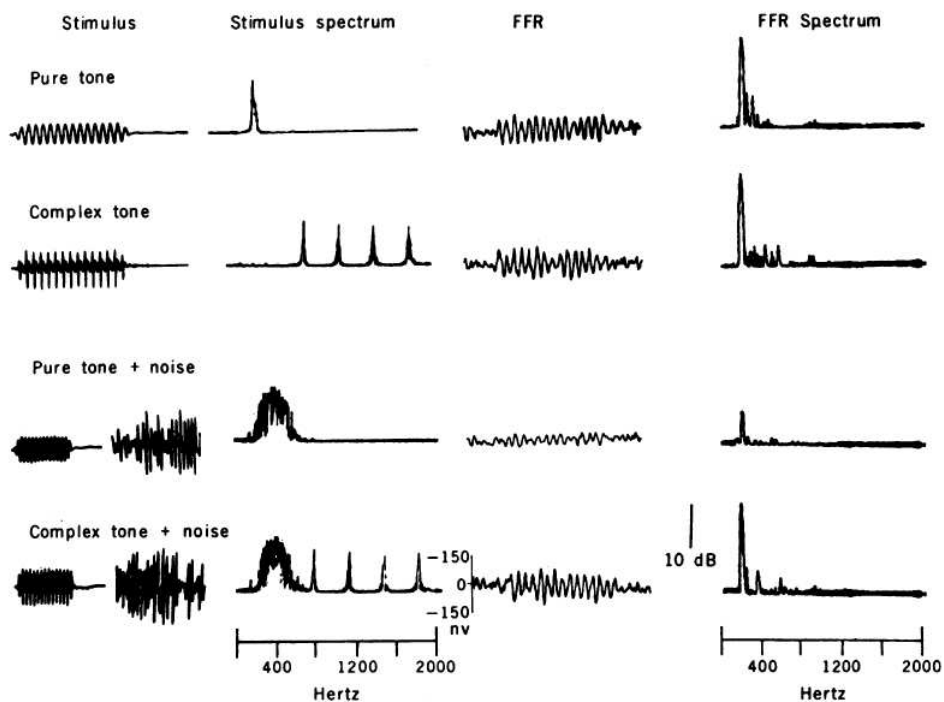 Stimulus Stimulus spectrum FFR FFR Spectrum
Pure tone
Complex tone
Pure tone + noise
Complex tone + noise
10 dB
−150
0
−150
nv
400 1200 2000
Hertz
400 1200 2000
Hertz